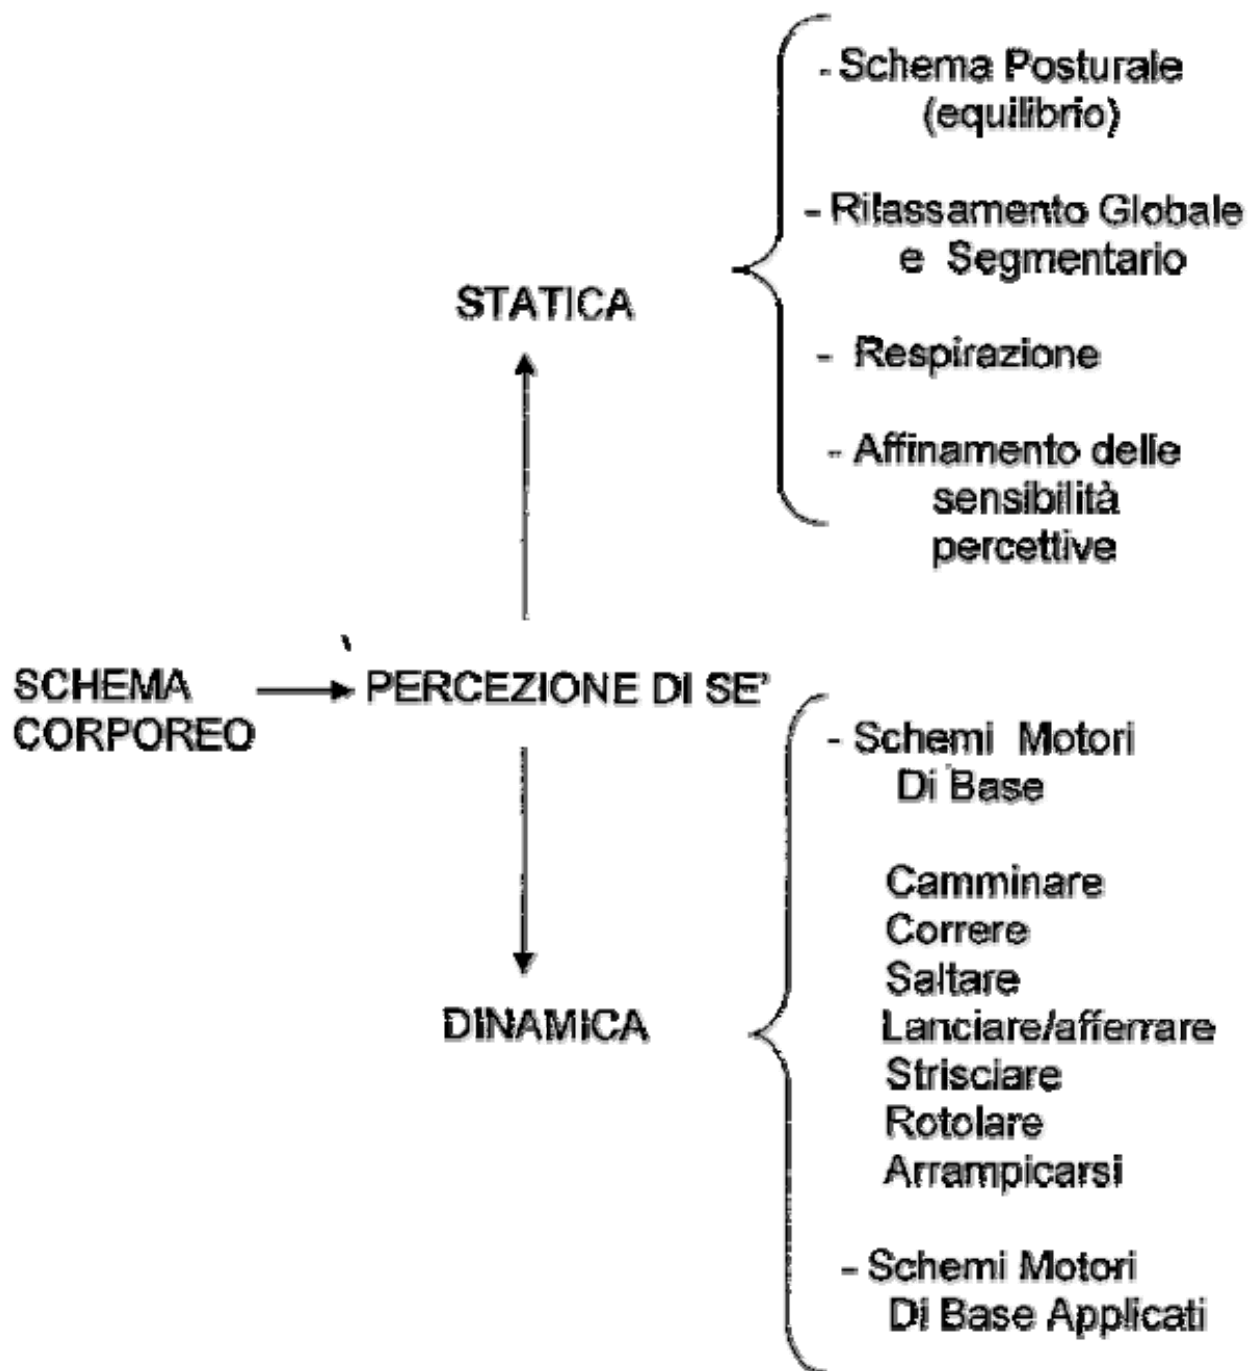 - Schema Posturale
(equilibrio)
- Rilassamento Globale
e Segmentario
STATICA
- Respirazione
- Affinamento delle
sensibilità
percettive
SCHEMA
CORPOREO
PERCEZIONE DI SE'
- Schemi Motori
Di Base
Camminare
Correre
Saltare
Lanciare/afferrare
Strisciare
Rotolare
Arrampicarsi
DINAMICA
- Schemi Motori
Di Base Applicati